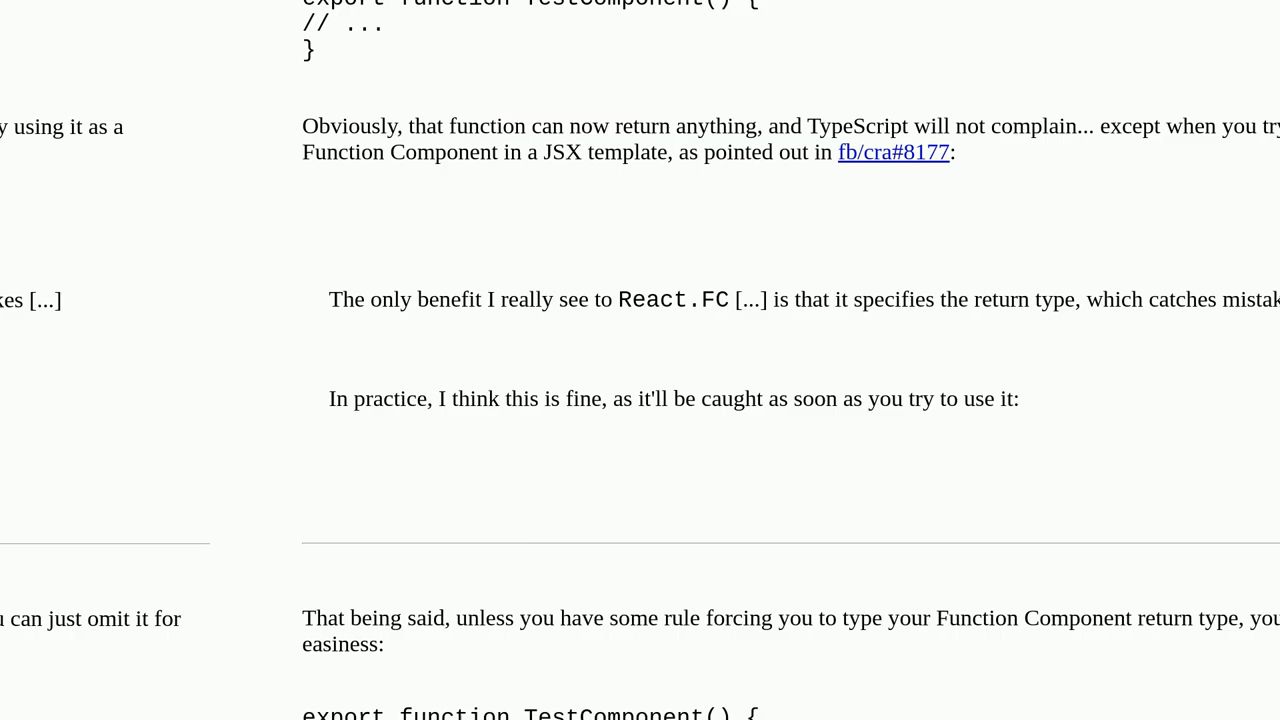 export function TestComponent() {
// ...
}
y using it as a
Obviously, that function can now return anything, and TypeScript will not complain... except when you try
Function Component in a JSX template, as pointed out in fb/cra#8177:
kes [...]
The only benefit I really see to React.FC [...] is that it specifies the return type, which catches mistak
In practice, I think this is fine, as it'll be caught as soon as you try to use it:
u can just omit it for
That being said, unless you have some rule forcing you to type your Function Component return type, you
easiness:
export function TestComponent() {